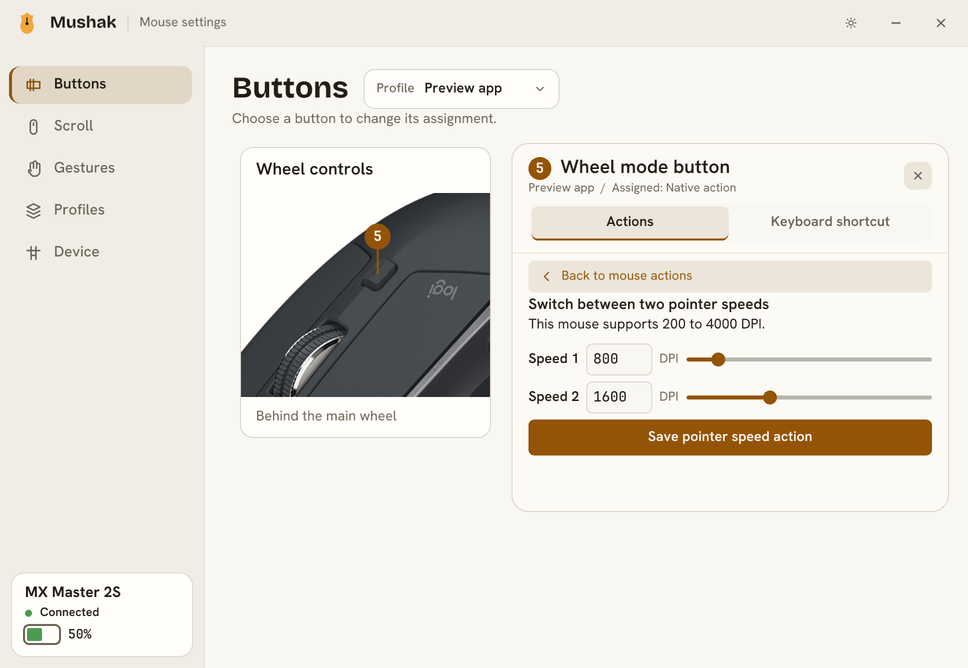 Mushak
Mouse settings
Buttons
Scroll
Gestures
Profiles
Device
MX Master 2S
Connected
50%
Buttons
Profile Preview app
Choose a button to change its assignment.
Wheel controls
5
logi
Behind the main wheel
5 Wheel mode button
Preview app / Assigned: Native action
Actions
Keyboard shortcut
Back to mouse actions
Switch between two pointer speeds
This mouse supports 200 to 4000 DPI.
Speed 1 800 DPI
Speed 2 1600 DPI
Save pointer speed action